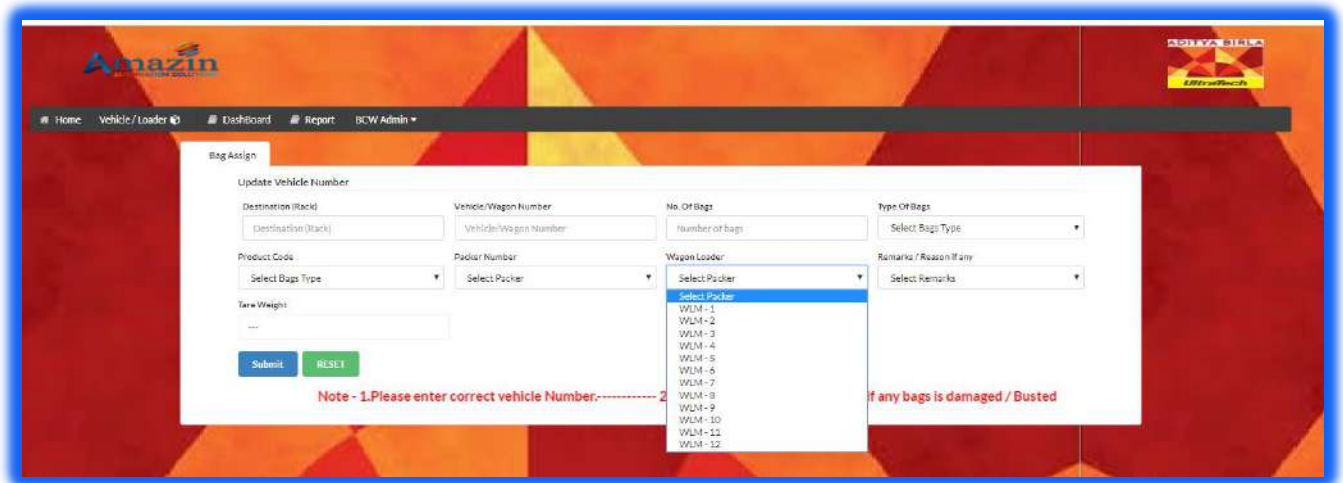 Amazin
ADITYA BIRLA
UltraTech
Home Vehicle / Loader DashBoard Report BCW Admin
Bag Assign
Update Vehicle Number
Destination (Rack) Vehicle/Wagon Number No. Of Bags Type Of Bags
Destination (Rack) Vehicle/Wagon Number Number of bags Select Bags Type
Product Code Packer Number Wagon Loader Remarks / Reason if any
Select Bags Type Select Packer Select Packer Select Remarks
Select Packer
Tare Weight WLM - 1
--- WLM - 2
WLM - 3
WLM - 4
WLM - 5
Submit RESET WLM - 6
WLM - 7
Note - 1.Please enter correct vehicle Number.------------ 2 WLM - 8 if any bags is damaged / Busted
WLM - 9
WLM - 10
WLM - 11
WLM - 12